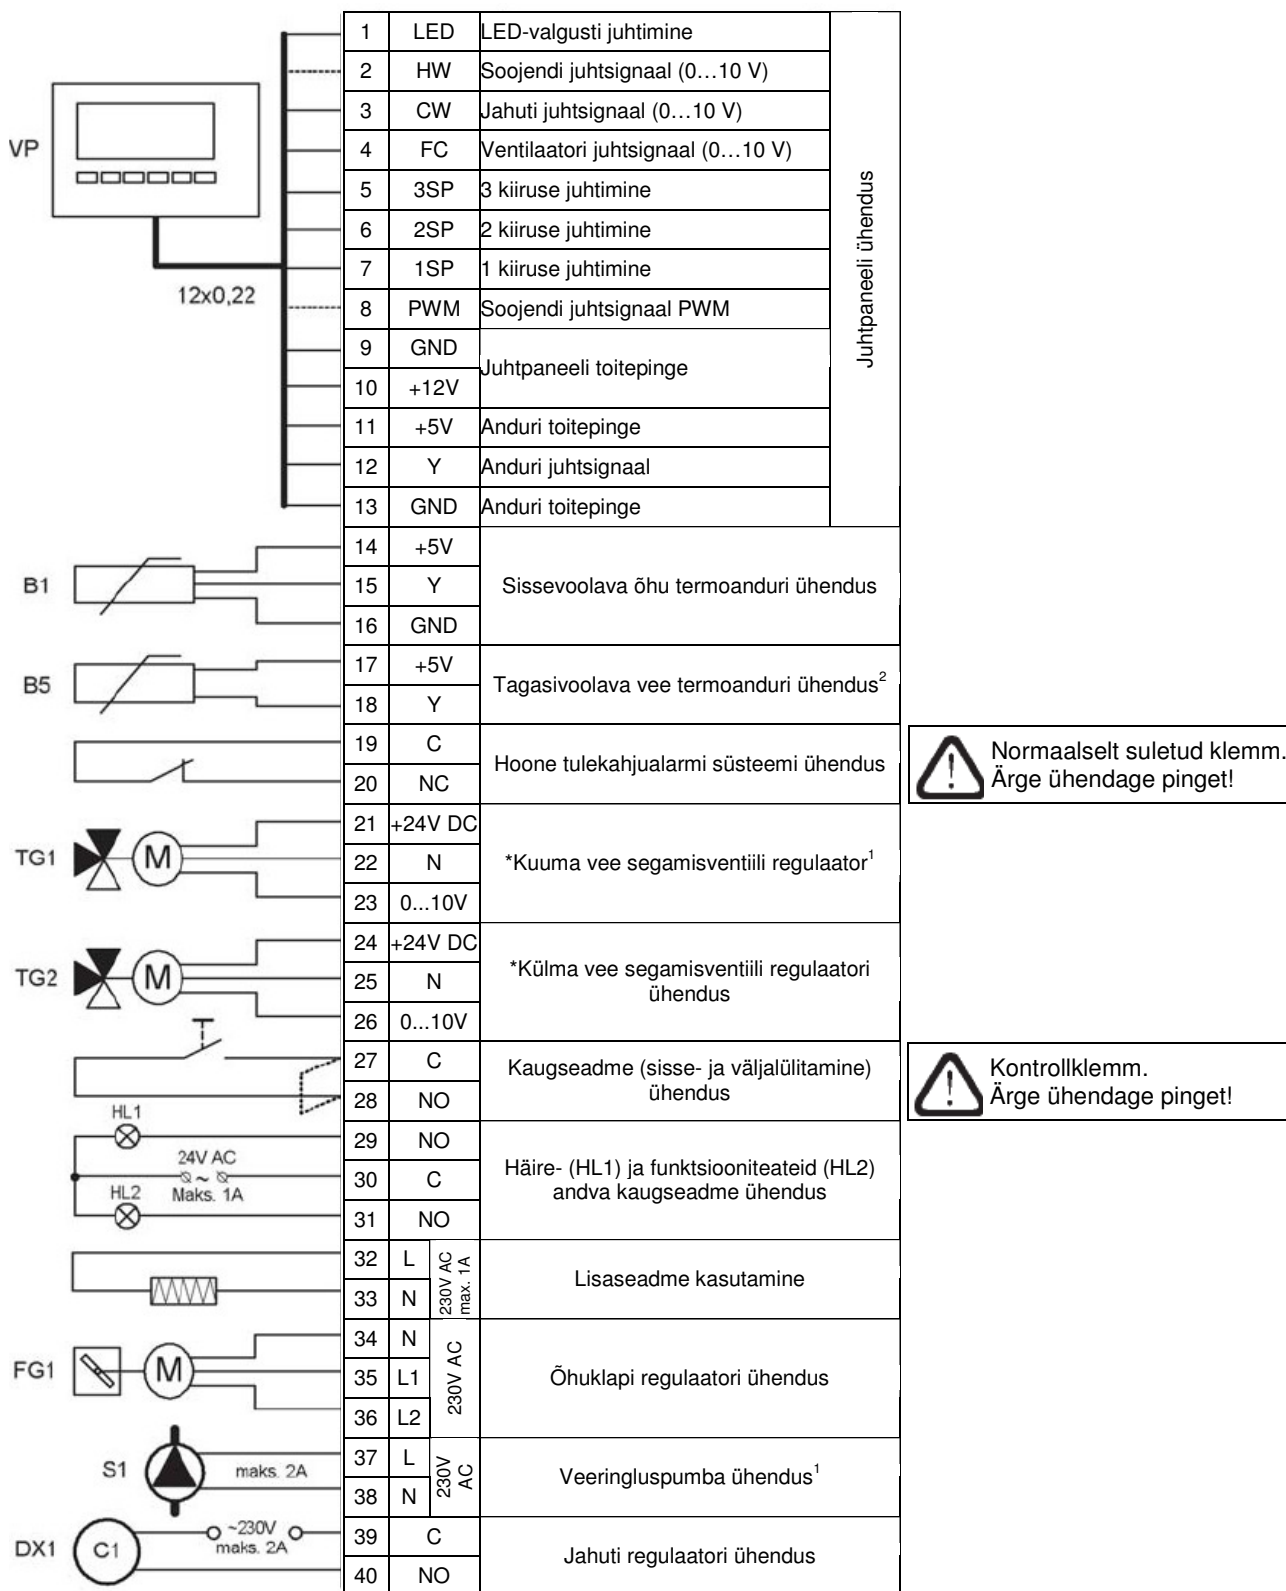 1 LED LED-valgusti juhtimine
2 HW Soojendi juhtsignaal (0…10 V)
3 CW Jahuti juhtsignaal (0…10 V)
VP
4 FC Ventilaatori juhtsignaal (0…10 V)
5 3SP 3 kiiruse juhtimine
6 2SP 2 kiiruse juhtimine
7 1SP 1 kiiruse juhtimine
12x0,22
8 PWM Soojendi juhtsignaal PWM
9 GND
Juhtpaneeli toitepinge
10 +12V
11 +5V Anduri toitepinge
12 Y Anduri juhtsignaal
13 GND Anduri toitepinge
Juhtpaneeli ühendus
14 +5V
B1 15 Y Sissevoolava õhu termoanduri ühendus
16 GND
17 +5V
B5 Tagasivoolava vee termoanduri ühendus²
18 Y
19 C
Hoone tulekahjualarmi süsteemi ühendus
20 NC
Normaalselt suletud klemm.
Ärge ühendage pinget!
21 +24V DC
TG1 M 22 N *Kuuma vee segamisventiili regulaator¹
23 0...10V
24 +24V DC
TG2 M 25 N *Külma vee segamisventiili regulaatori
ühendus
26 0...10V
27 C Kaugseadme (sisse- ja väljalülitamine)
ühendus
28 NO
Kontrollklemm.
Ärge ühendage pinget!
HL1
29 NO
24V AC
~
Maks. 1A
30 C Häire- (HL1) ja funktsiooniteateid (HL2)
andva kaugseadme ühendus
HL2
31 NO
32 L
230V AC
max. 1A
Lisaseadme kasutamine
33 N
34 N
FG1 M 35 L1 230V AC Õhuklapi regulaatori ühendus
36 L2
37 L
S1 maks. 2A
230V
AC
Veeringluspumba ühendus¹
38 N
39 C
~230V
maks. 2A
DX1 C1 Jahuti regulaatori ühendus
40 NO